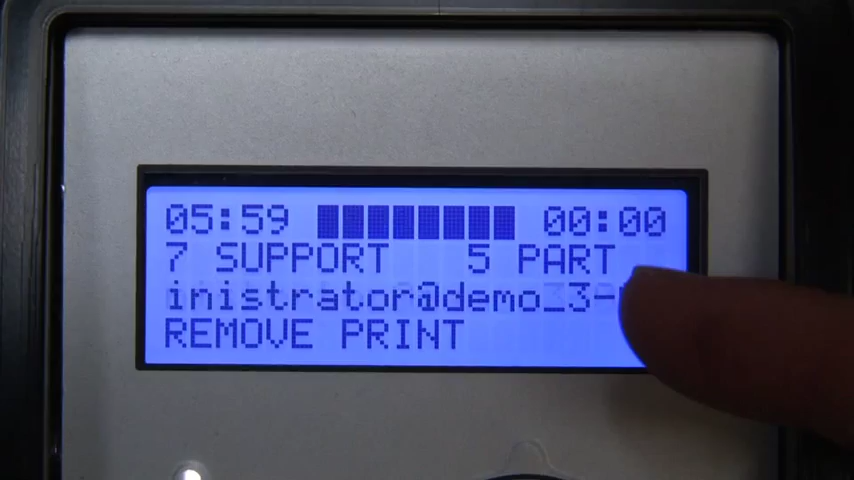 05:59 00:00
7 SUPPORT 5 PART
inistrator@demo_3-
REMOVE PRINT